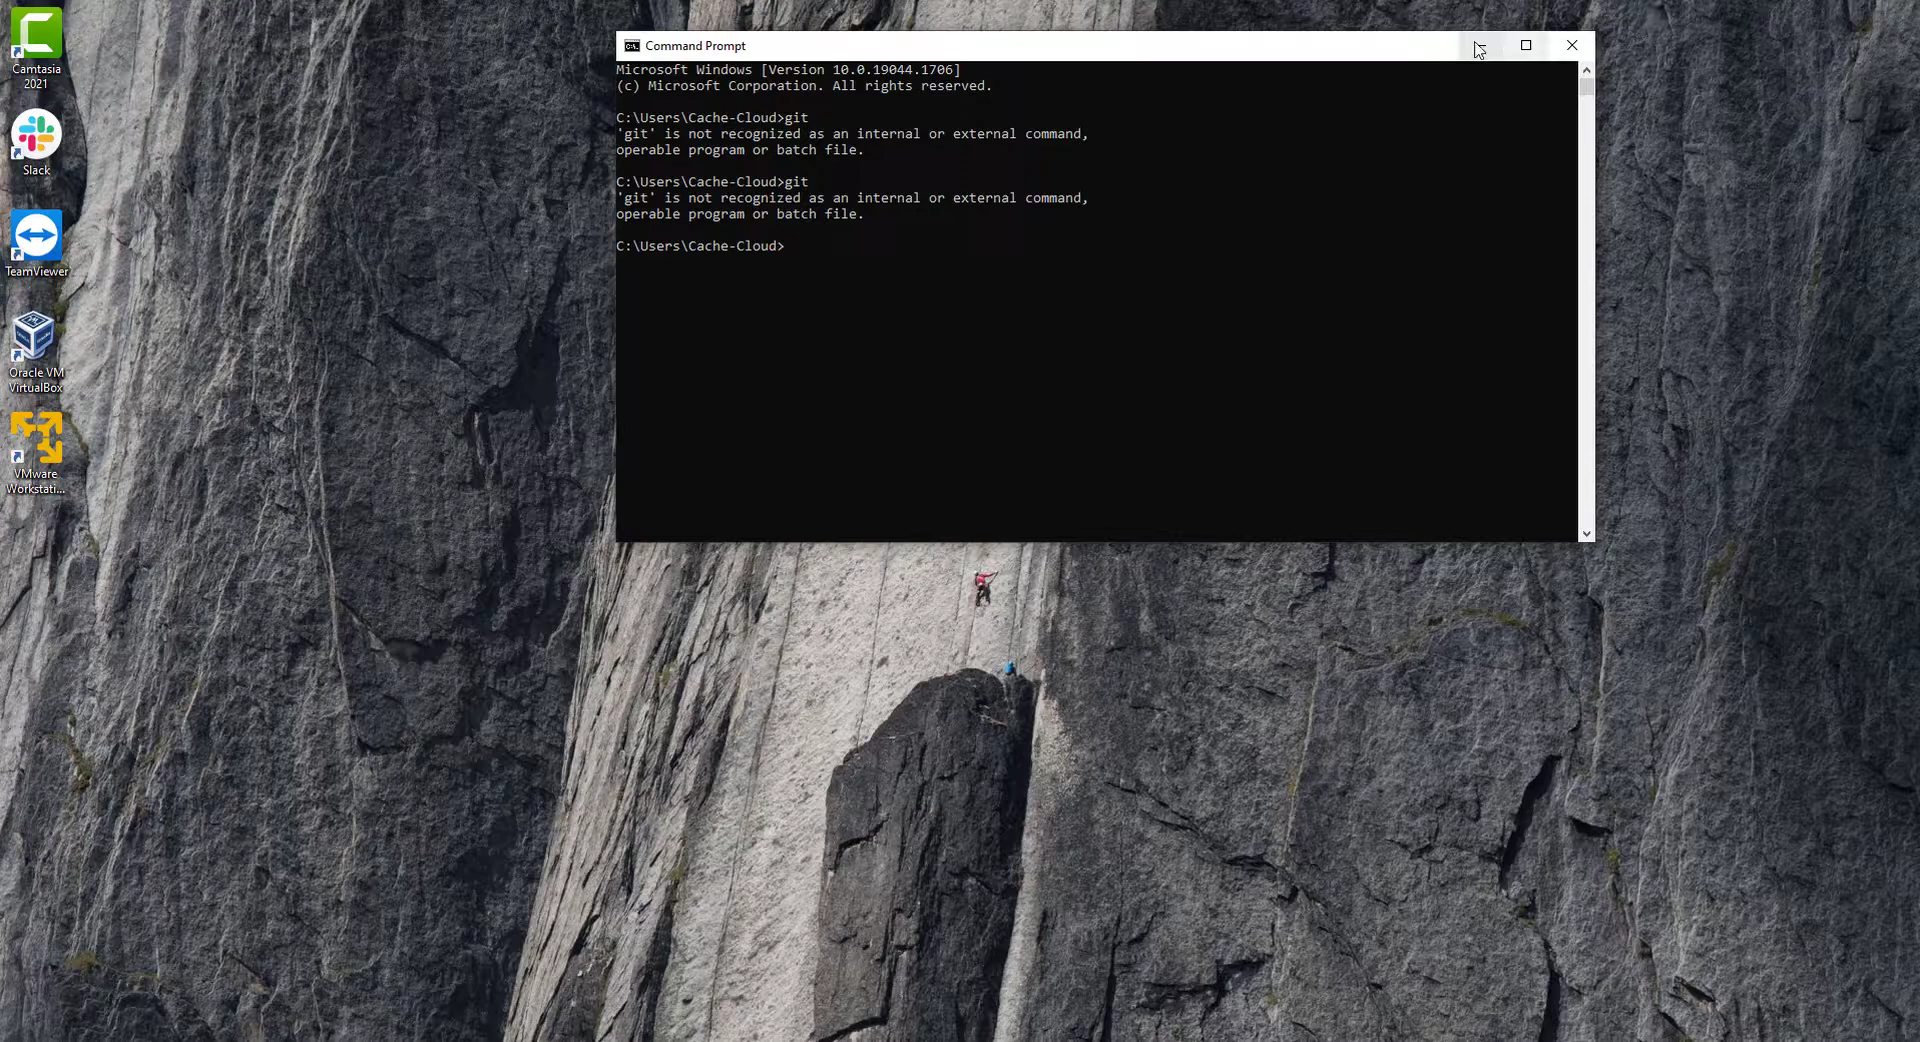 Camtasia
2021
Slack
TeamViewer
Oracle VM
VirtualBox
VMware
Workstati...
Command Prompt
Microsoft Windows [Version 10.0.19044.1706]
(c) Microsoft Corporation. All rights reserved.
C:\Users\Cache-Cloud>git
'git' is not recognized as an internal or external command,
operable program or batch file.
C:\Users\Cache-Cloud>git
'git' is not recognized as an internal or external command,
operable program or batch file.
C:\Users\Cache-Cloud>